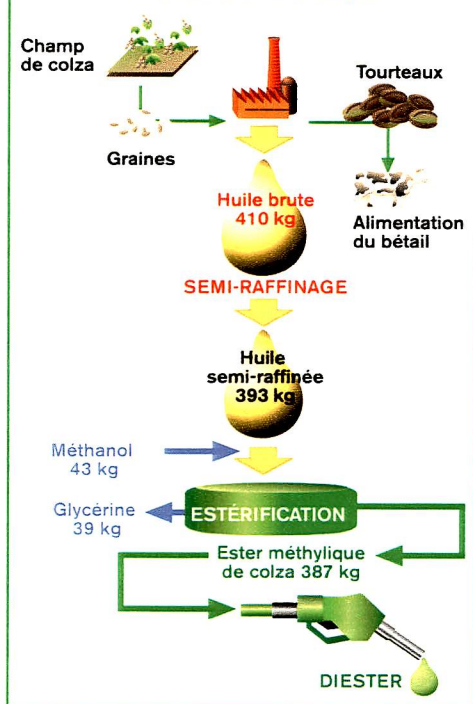 Champ
de colza
Graines
Tourteaux
Alimentation
du bétail
Huile brute
410 kg
SEMI-RAFFINAGE
Huile
semi-raffinée
393 kg
Méthanol
43 kg
Glycérine
39 kg
ESTÉRIFICATION
Ester méthylique
de colza 387 kg
DIESTER